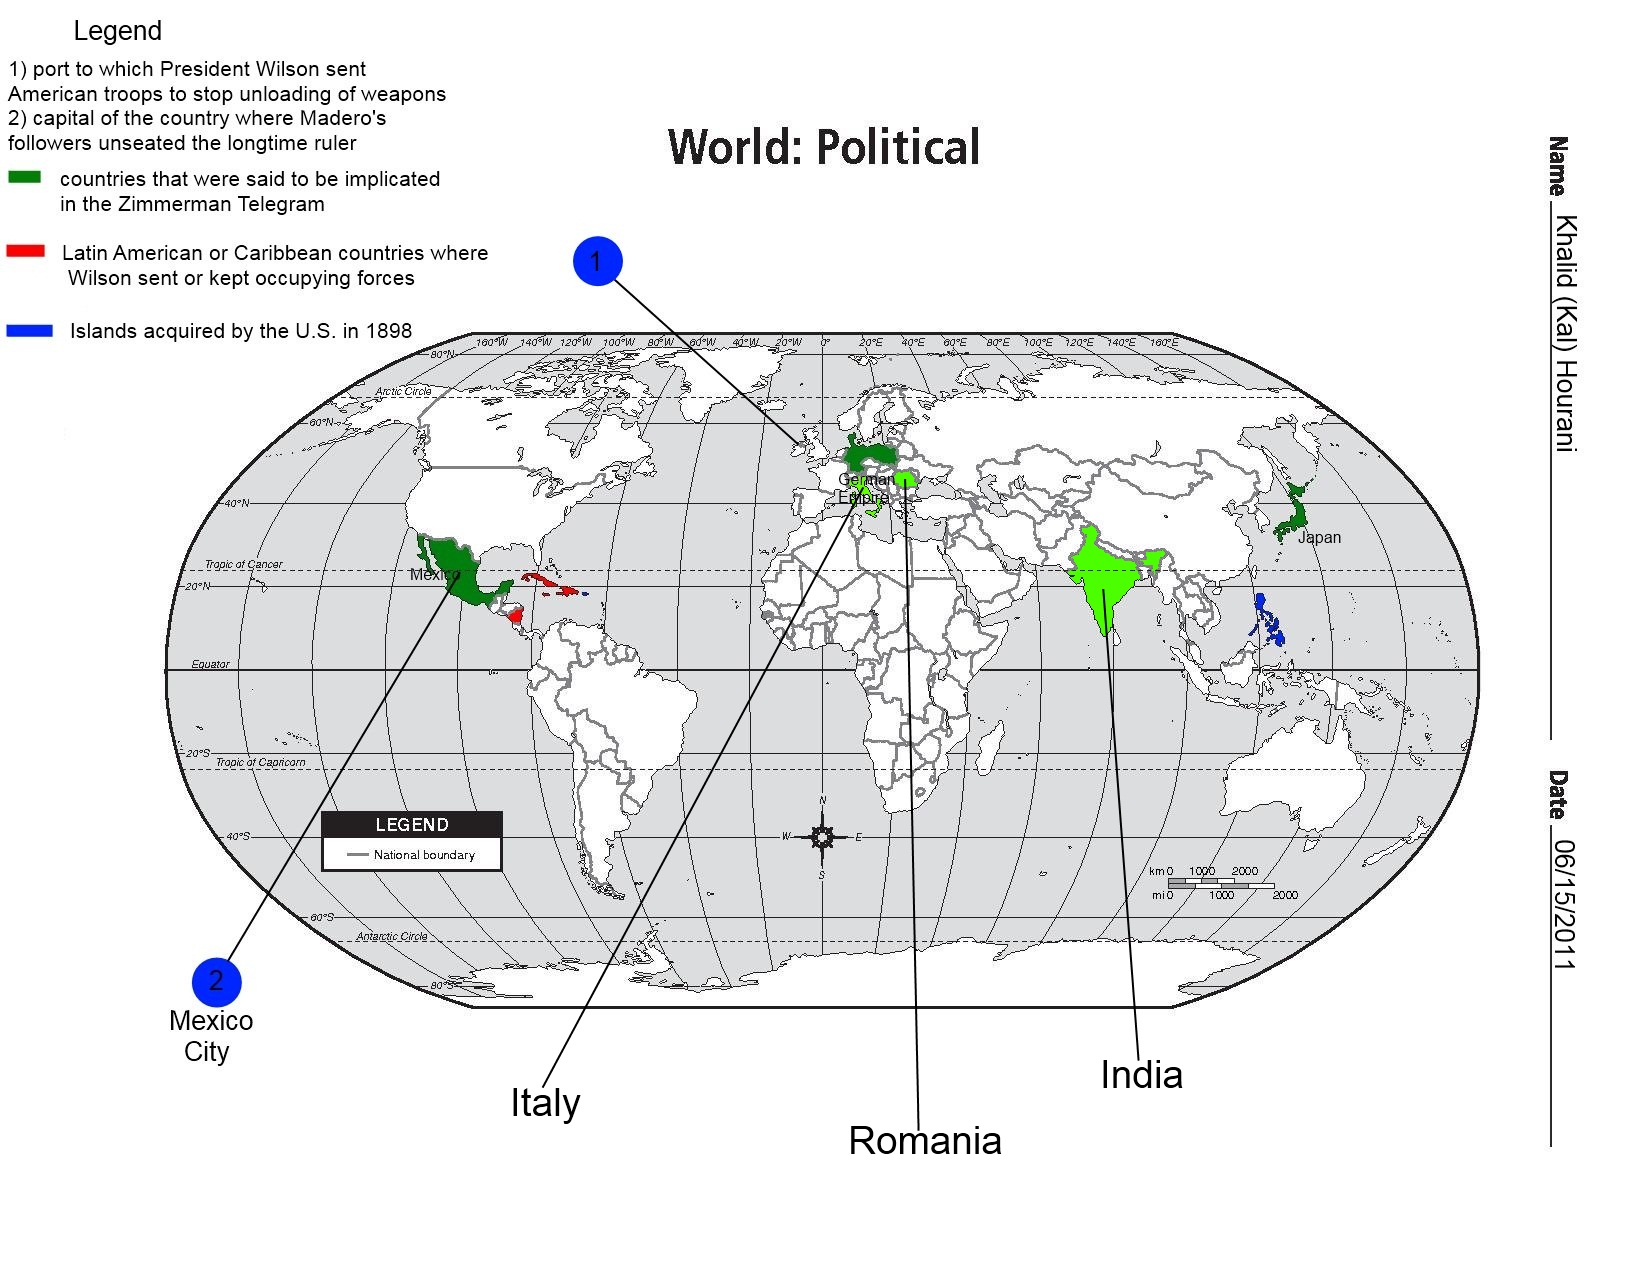 Legend
1) port to which President Wilson sent
American troops to stop unloading of weapons
2) capital of the country where Madero's
followers unseated the longtime ruler
countries that were said to be implicated
in the Zimmerman Telegram
Latin American or Caribbean countries where
Wilson sent or kept occupying forces
Islands acquired by the U.S. in 1898
World: Political
Name Khalid (Kal) Hourani
Date 06/15/2011
1
160°W 140°W 120°W 100°W 80°W 60°W 40°W 20°W 0° 20°E 40°E 60°E 80°E 100°E 120°E 140°E 160°E
80°N
Arctic Circle
60°N
40°N
German
Empire
Japan
Tropic of Cancer
Mexico
20°N
Equator
20°S
Tropic of Capricorn
LEGEND
National boundary
N
W E
S
40°S
km 0 1000 2000
mi 0 1000 2000
60°S
Antarctic Circle
80°S
2
Mexico
City
Italy
Romania
India